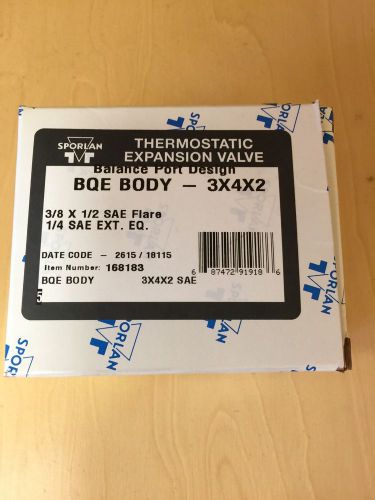 SPORLAN
THERMOSTATIC
EXPANSION VALVE
Balance Port Design
BQE BODY – 3X4X2
3/8 X 1/2 SAE Flare
1/4 SAE EXT. EQ.
DATE CODE - 2615 / 18115
Item Number: 168183
BQE BODY 3X4X2 SAE
6 87472 91918 6
SPORLAN
SPORLAN
SPORLAN